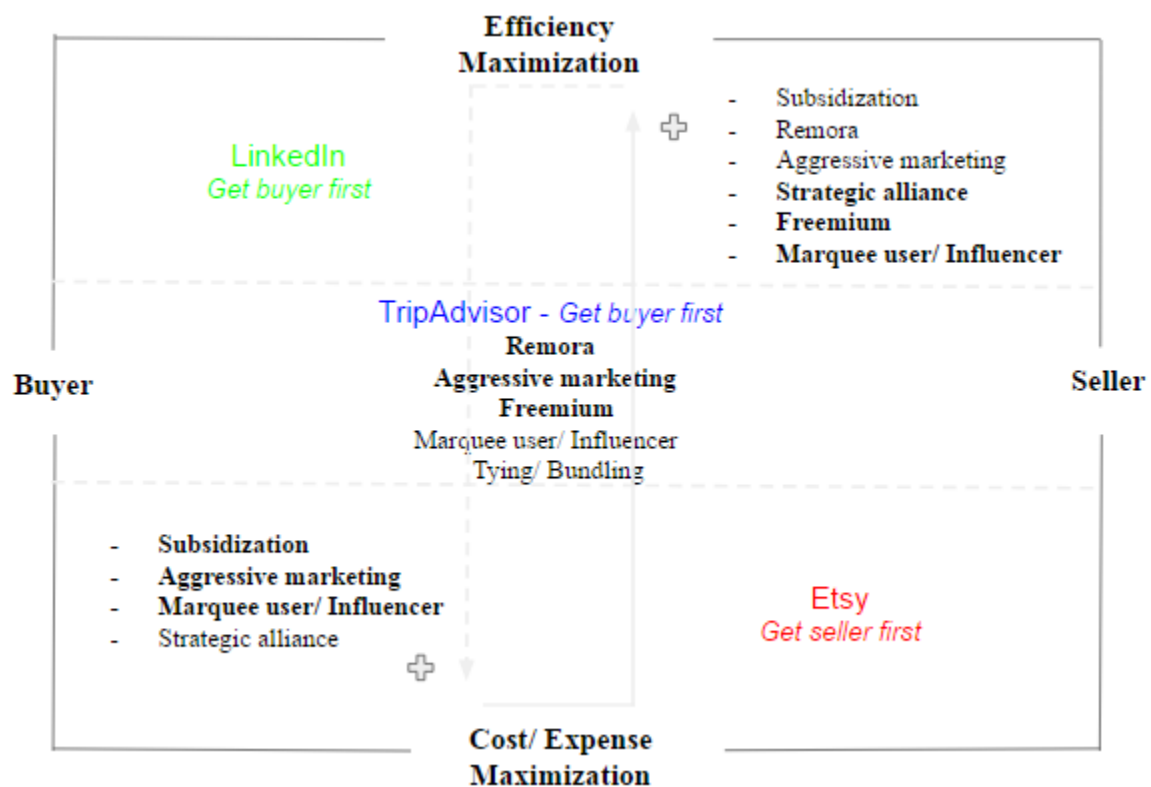 Efficiency
Maximization
- Subsidization
- Remora
- Aggressive marketing
- Strategic alliance
- Freemium
- Marquee user/ Influencer
LinkedIn
Get buyer first
TripAdvisor - Get buyer first
Remora
Aggressive marketing
Freemium
Marquee user/ Influencer
Tying/ Bundling
Buyer
Seller
- Subsidization
- Aggressive marketing
- Marquee user/ Influencer
- Strategic alliance
Etsy
Get seller first
Cost/ Expense
Maximization